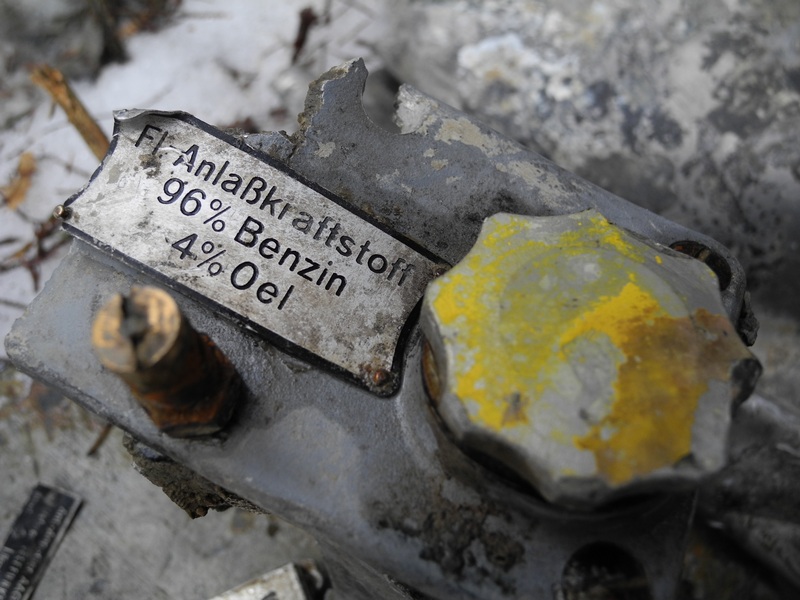 Fl. Anlaßkraftstoff
96% Benzin
4% Oel